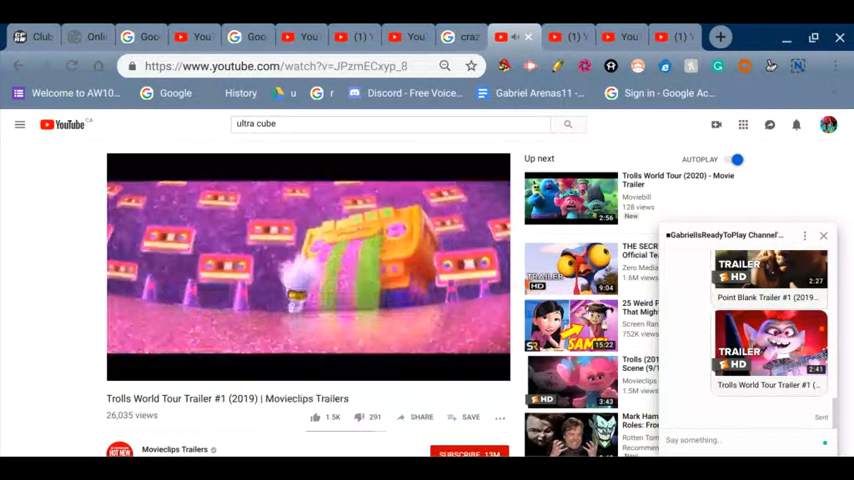 Club
Onli
Goo
You
Goo
You
(1) Y
You
craz
(1) Y
You
(1) Y
https://www.youtube.com/watch?v=JPzmECxyp_8
Welcome to AW10...
Google
History
u
r
Discord - Free Voice...
Gabriel Arenas11 -...
Sign in - Google Ac...
YouTube CA
ultra cube
Up next
AUTOPLAY
Trolls World Tour (2020) - Movie
Trailer
Moviebill
128 views
New
2:56
■GabriellsReadyToPlay Channel'...
THE SECR
Official Te
Zero Media
1.6M views
TRAILER
HD
9:04
TRAILER
HD
2:27
Point Blank Trailer #1 (2019...
25 Weird F
That Might
Screen Ran
SR
SAME
15:22
TRAILER
HD
2:41
Trolls World Tour Trailer #1 (...
Trolls (201
Scene (9/1
Movieclips
1.5M views
HD
3:43
Trolls World Tour Trailer #1 (2019) | Movieclips Trailers
26,035 views
1.5K
291
SHARE
SAVE
Sent
Mark Ham
Roles: Fro
Rotten Tom
Say something...
HOT NEW
Movieclips Trailers
SUBSCRIBE 13M